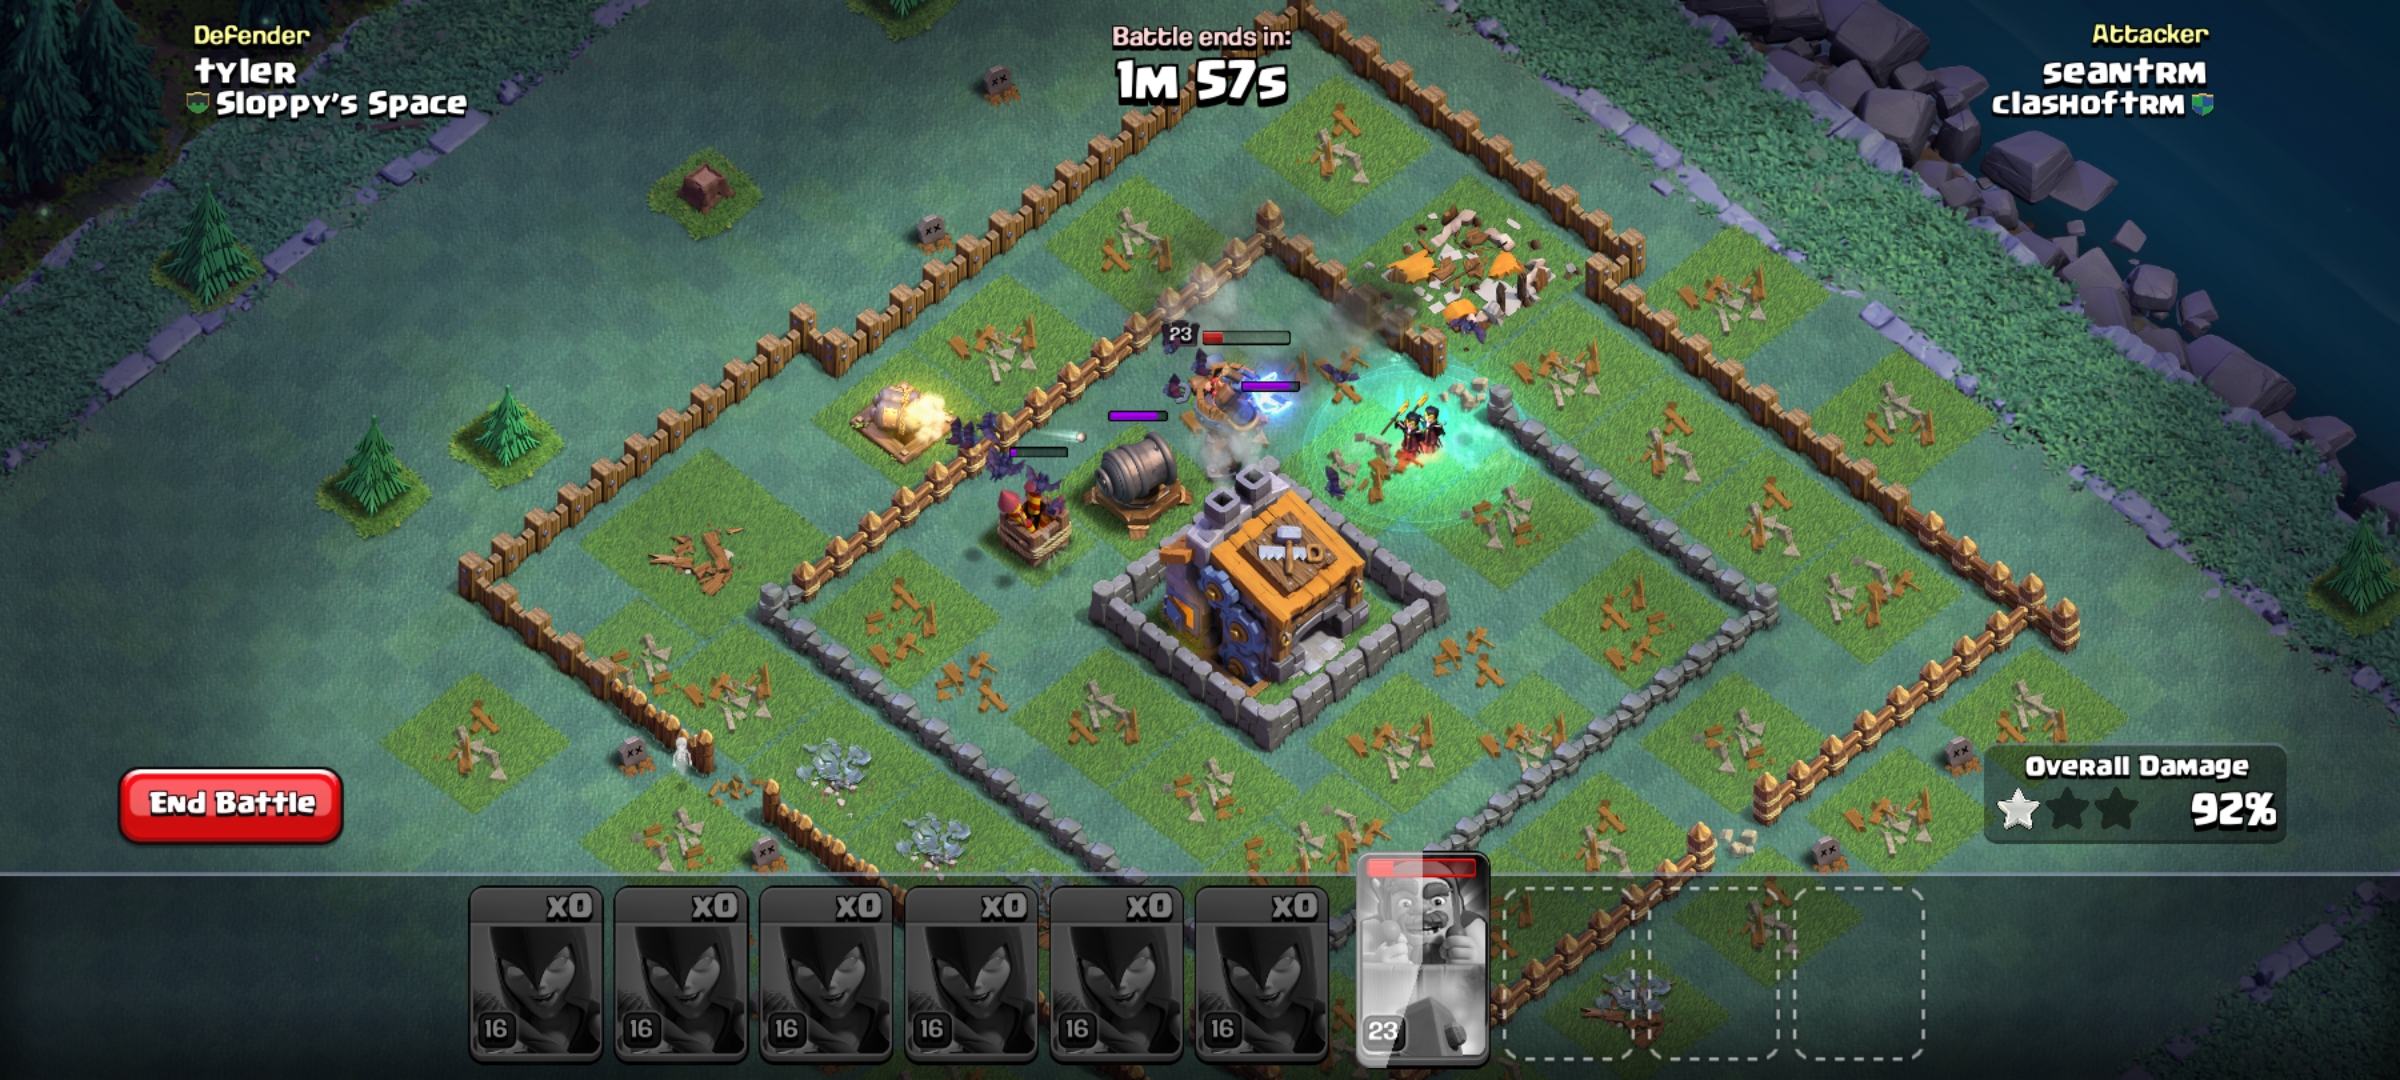 Defender
tyler
Sloppy's Space
Battle ends in:
1M 57s
Attacker
seantrm
clashoftrm
23
End Battle
Overall Damage
92%
x0
x0
x0
x0
x0
x0
16
16
16
16
16
16
23